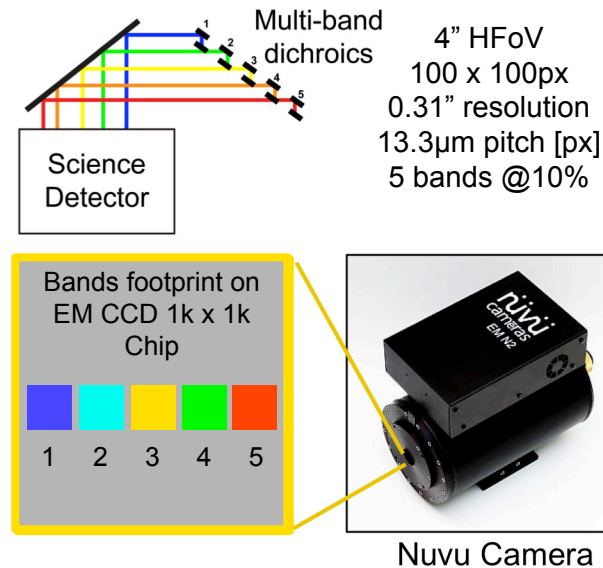 Multi-band
dichroics
1
2
3
4
5
Science
Detector
4” HFoV
100 x 100px
0.31” resolution
13.3µm pitch [px]
5 bands @10%
Bands footprint on
EM CCD 1k x 1k
Chip
1 2 3 4 5
nüvü
cameras
EM N2
Nuvu Camera